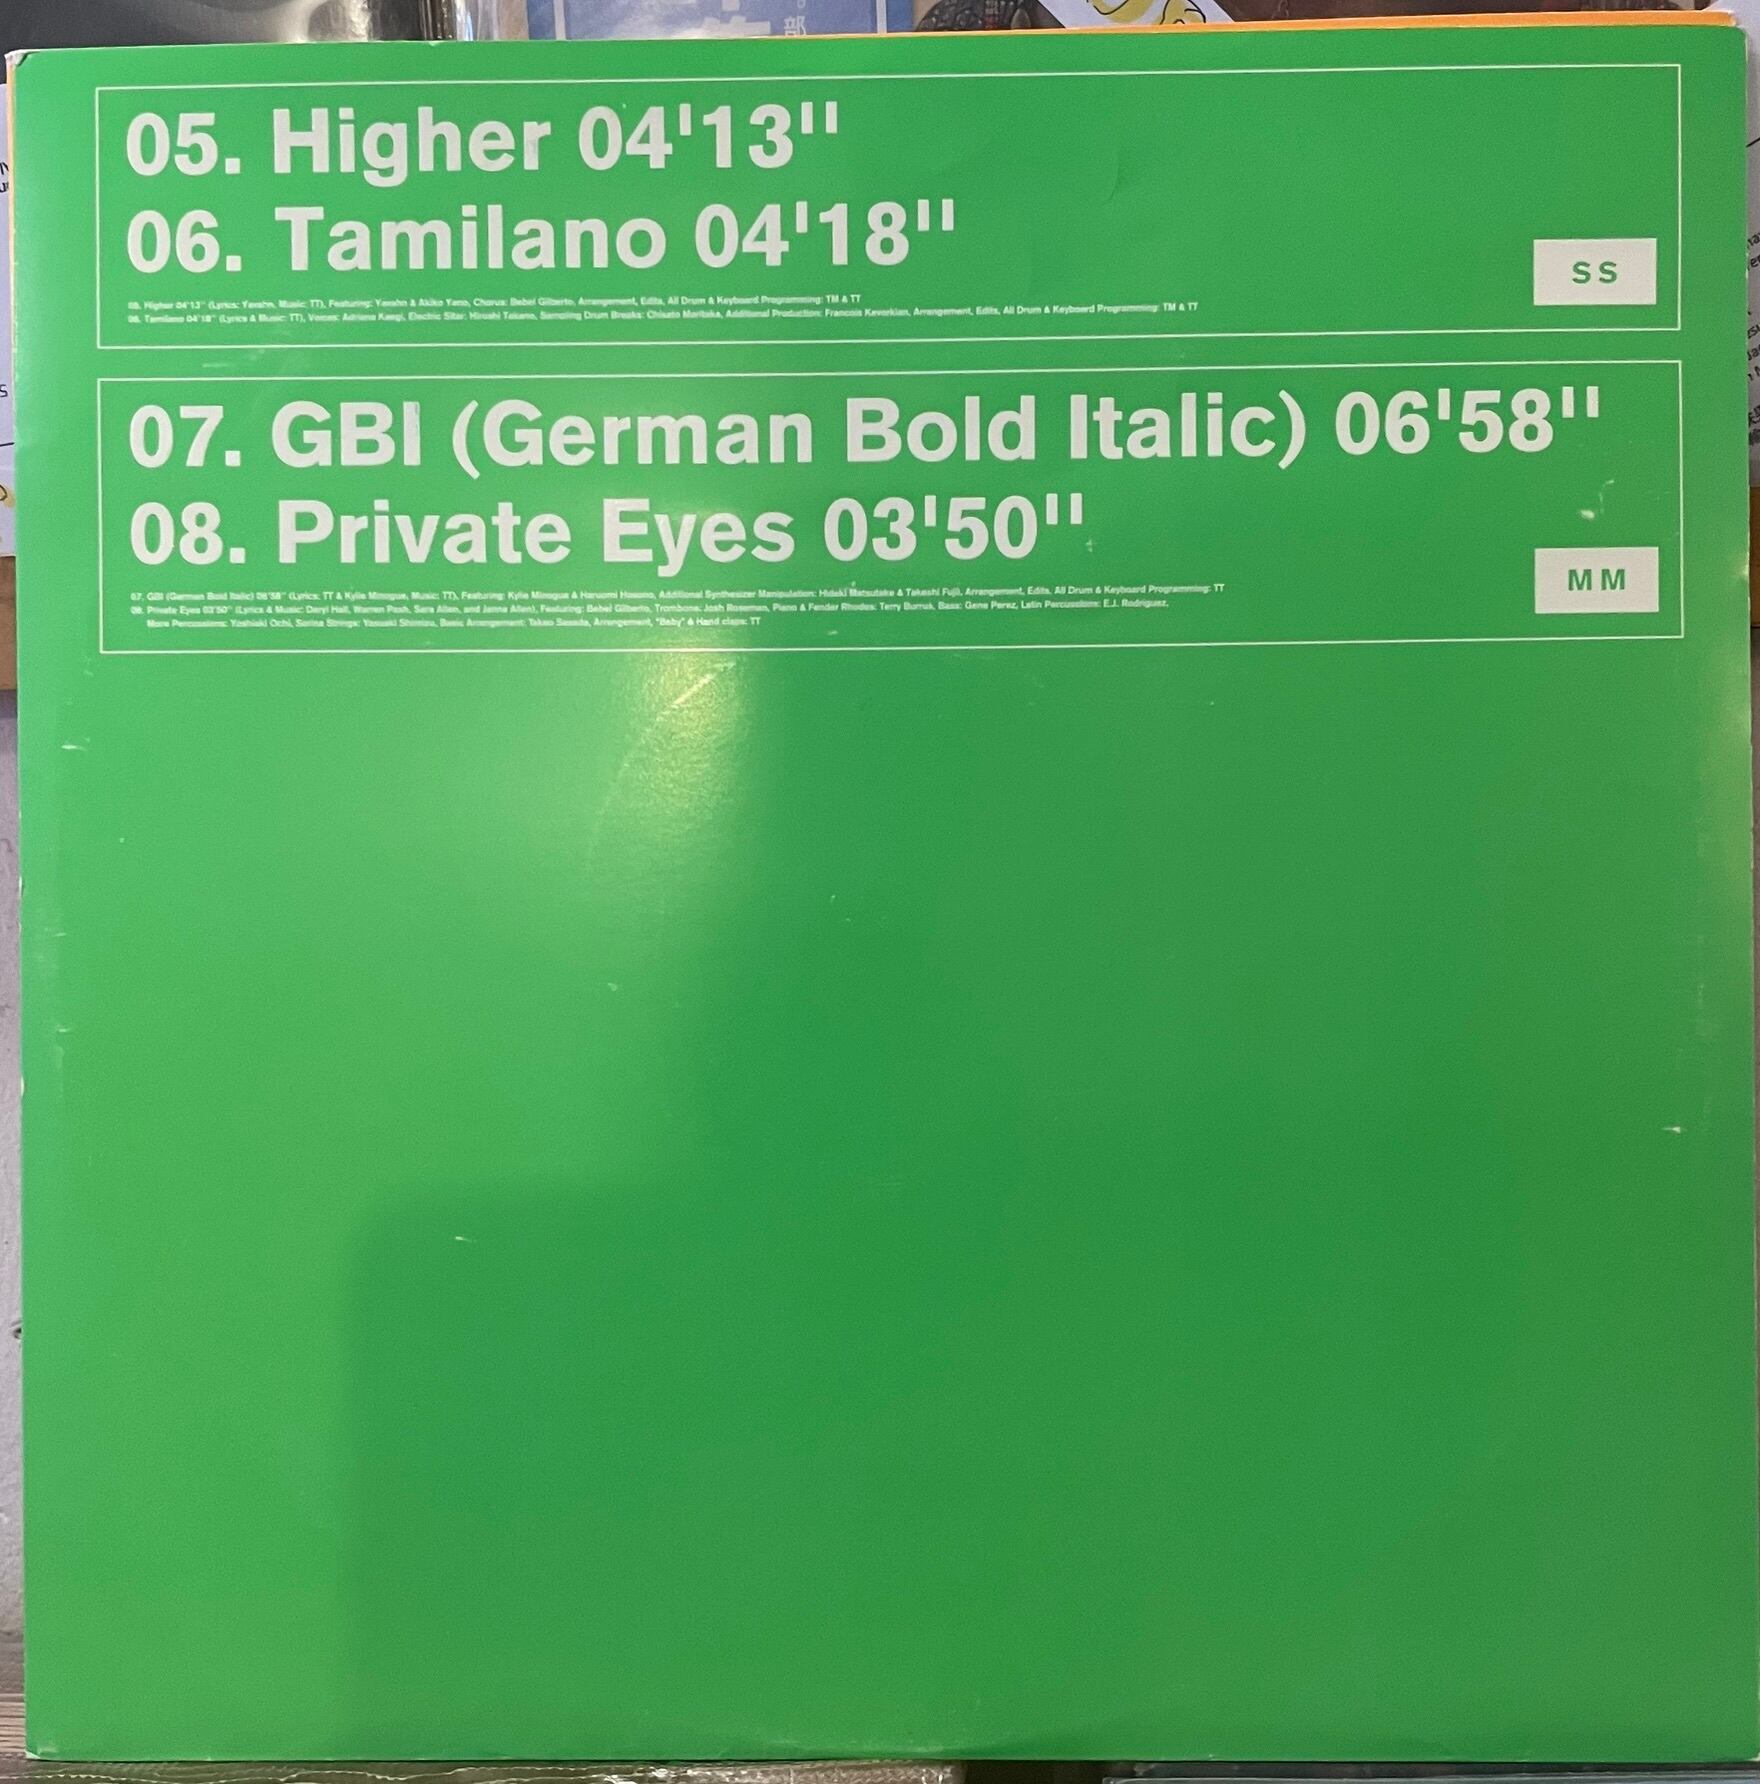 部
05. Higher 04'13"
06. Tamilano 04'18"
SS
05. Higher 04'13" (Lyrics: Yavahn, Music: TT), Featuring: Yavahn & Akiko Yano, Chorus: Bebel Gilberto, Arrangement, Edits, All Drum & Keyboard Programming: TM & TT
06. Tamilano 04'18" (Lyrics & Music: TT), Voices: Adriana Kaegi, Electric Sitar: Hiroshi Takano, Sampling Drum Breaks: Chisato Moritaka, Additional Production: Francois Kevorkian, Arrangement, Edits, All Drum & Keyboard Programming: TM & TT
07. GBI (German Bold Italic) 06'58"
08. Private Eyes 03'50"
MM
07. GBI (German Bold Italic) 06'58" (Lyrics: TT & Kylie Minogue, Music: TT), Featuring: Kylie Minogue & Haruomi Hosono, Additional Synthesizer Manipulation: Hideki Matsutake & Takeshi Fujii, Arrangement, Edits, All Drum & Keyboard Programming: TT
08. Private Eyes 03'50" (Lyrics & Music: Daryl Hall, Warren Pash, Sara Allen, and Janna Allen), Featuring: Bebel Gilberto, Trombone: Josh Roseman, Piano & Fender Rhodes: Terry Burrus, Bass: Gene Perez, Latin Percussions: E.J. Rodriguez,
More Percussions: Yoshiaki Ochi, Serina Strings: Yasuaki Shimizu, Basic Arrangement: Takao Sasada, Arrangement, "Baby" & Hand claps: TT